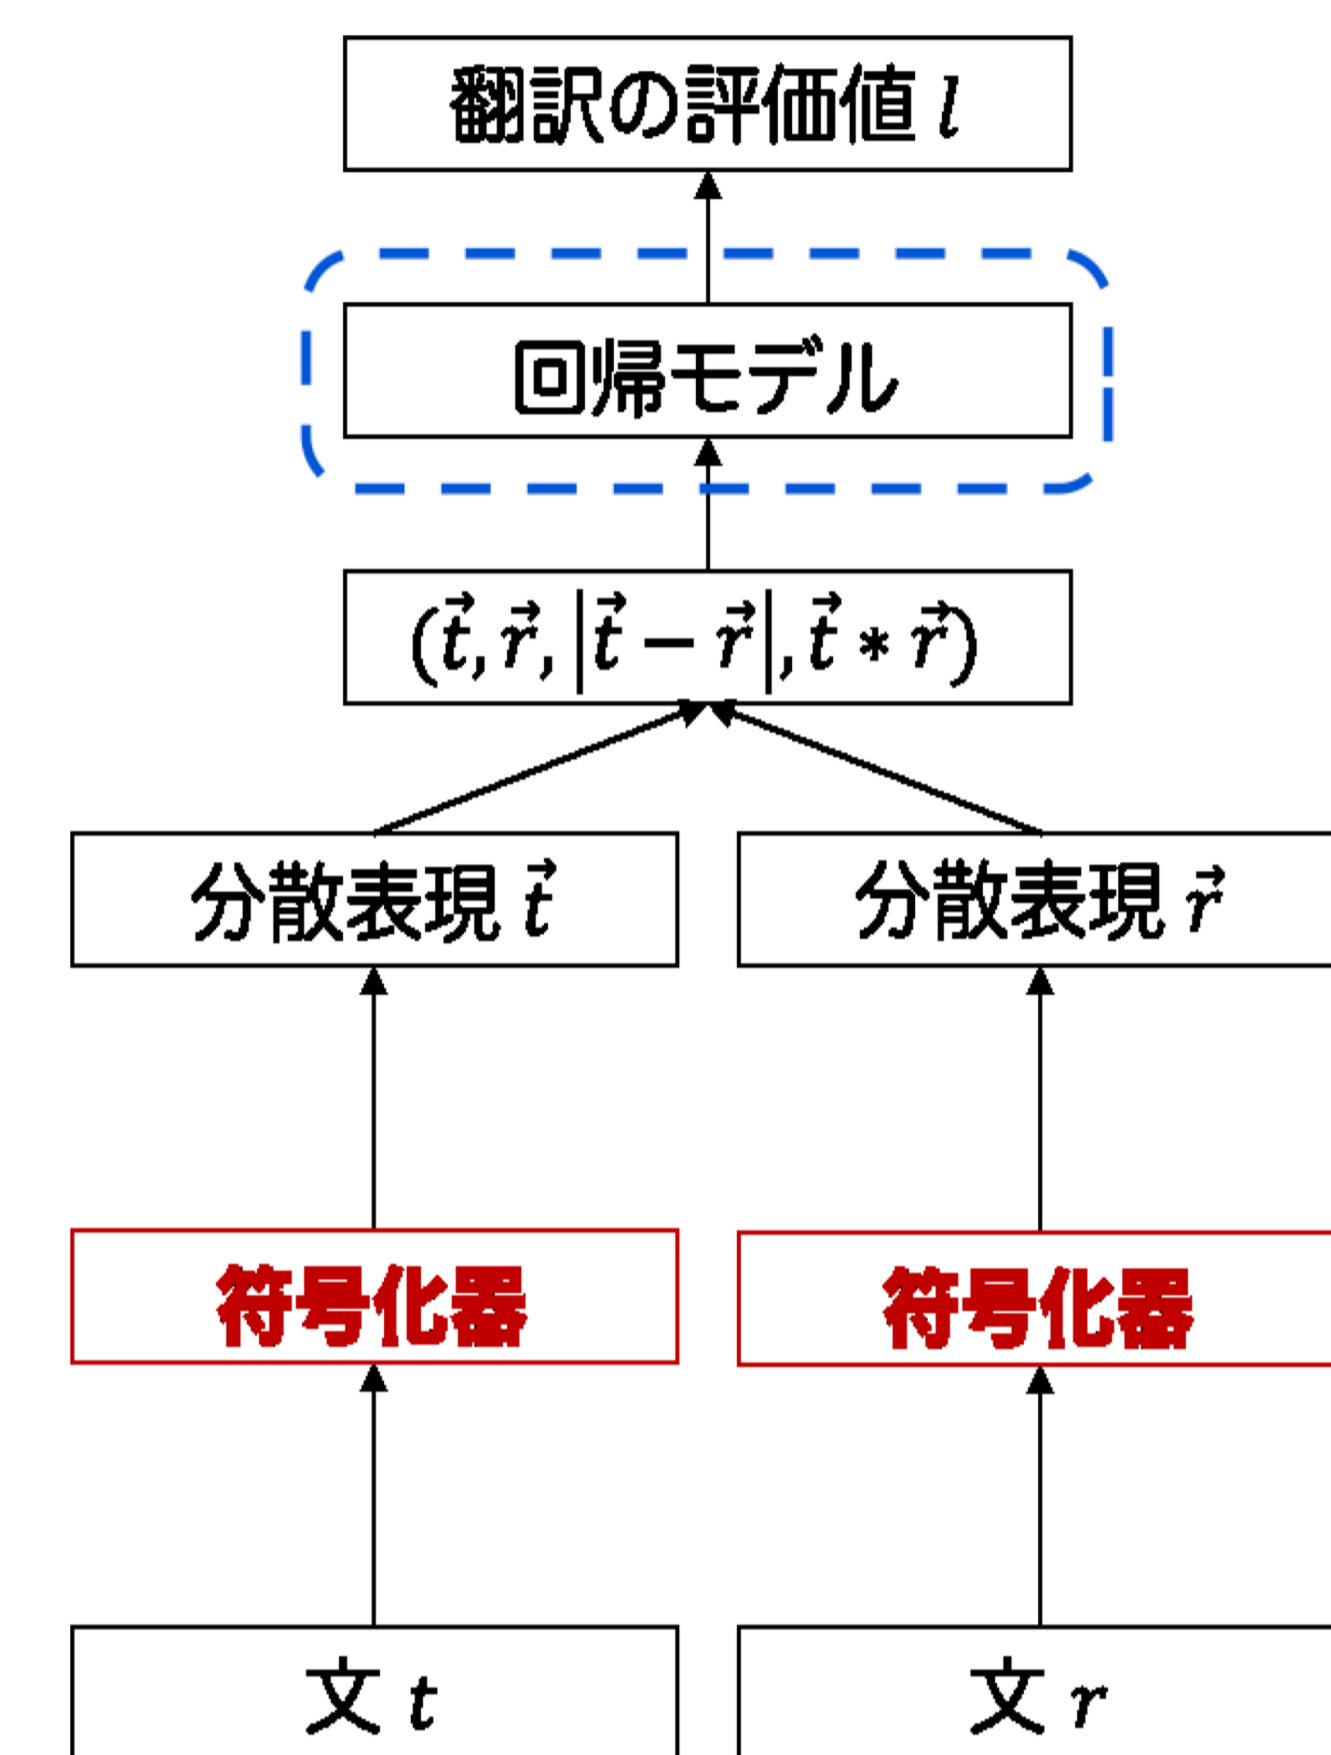 翻訳の評価値 l
回帰モデル
(t⃗, r⃗, |t⃗ − r⃗|, t⃗ * r⃗)
分散表現 t⃗
分散表現 r⃗
符号化器
符号化器
文 t
文 r